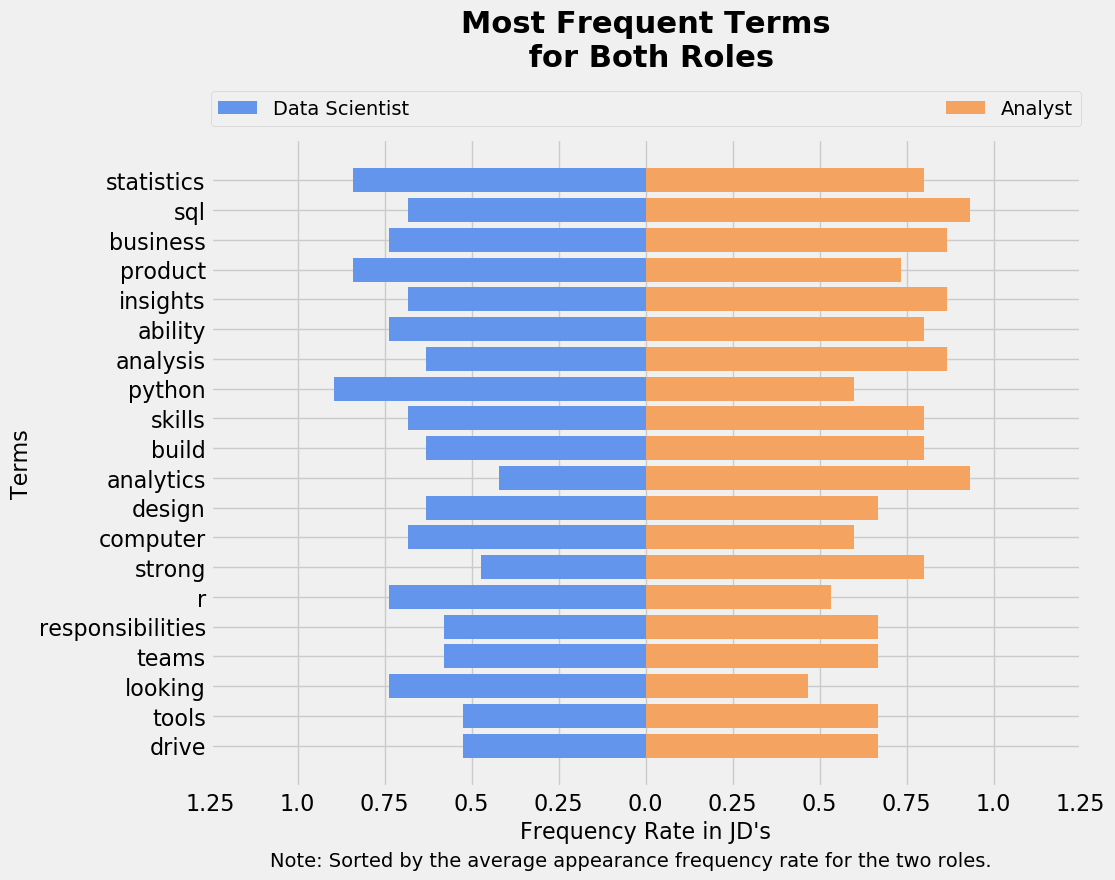 Most Frequent Terms
for Both Roles
Data Scientist
Analyst
Terms
statistics
sql
business
product
insights
ability
analysis
python
skills
build
analytics
design
computer
strong
r
responsibilities
teams
looking
tools
drive
1.25 1.0 0.75 0.5 0.25 0.0 0.25 0.5 0.75 1.0 1.25
Frequency Rate in JD's
Note: Sorted by the average appearance frequency rate for the two roles.